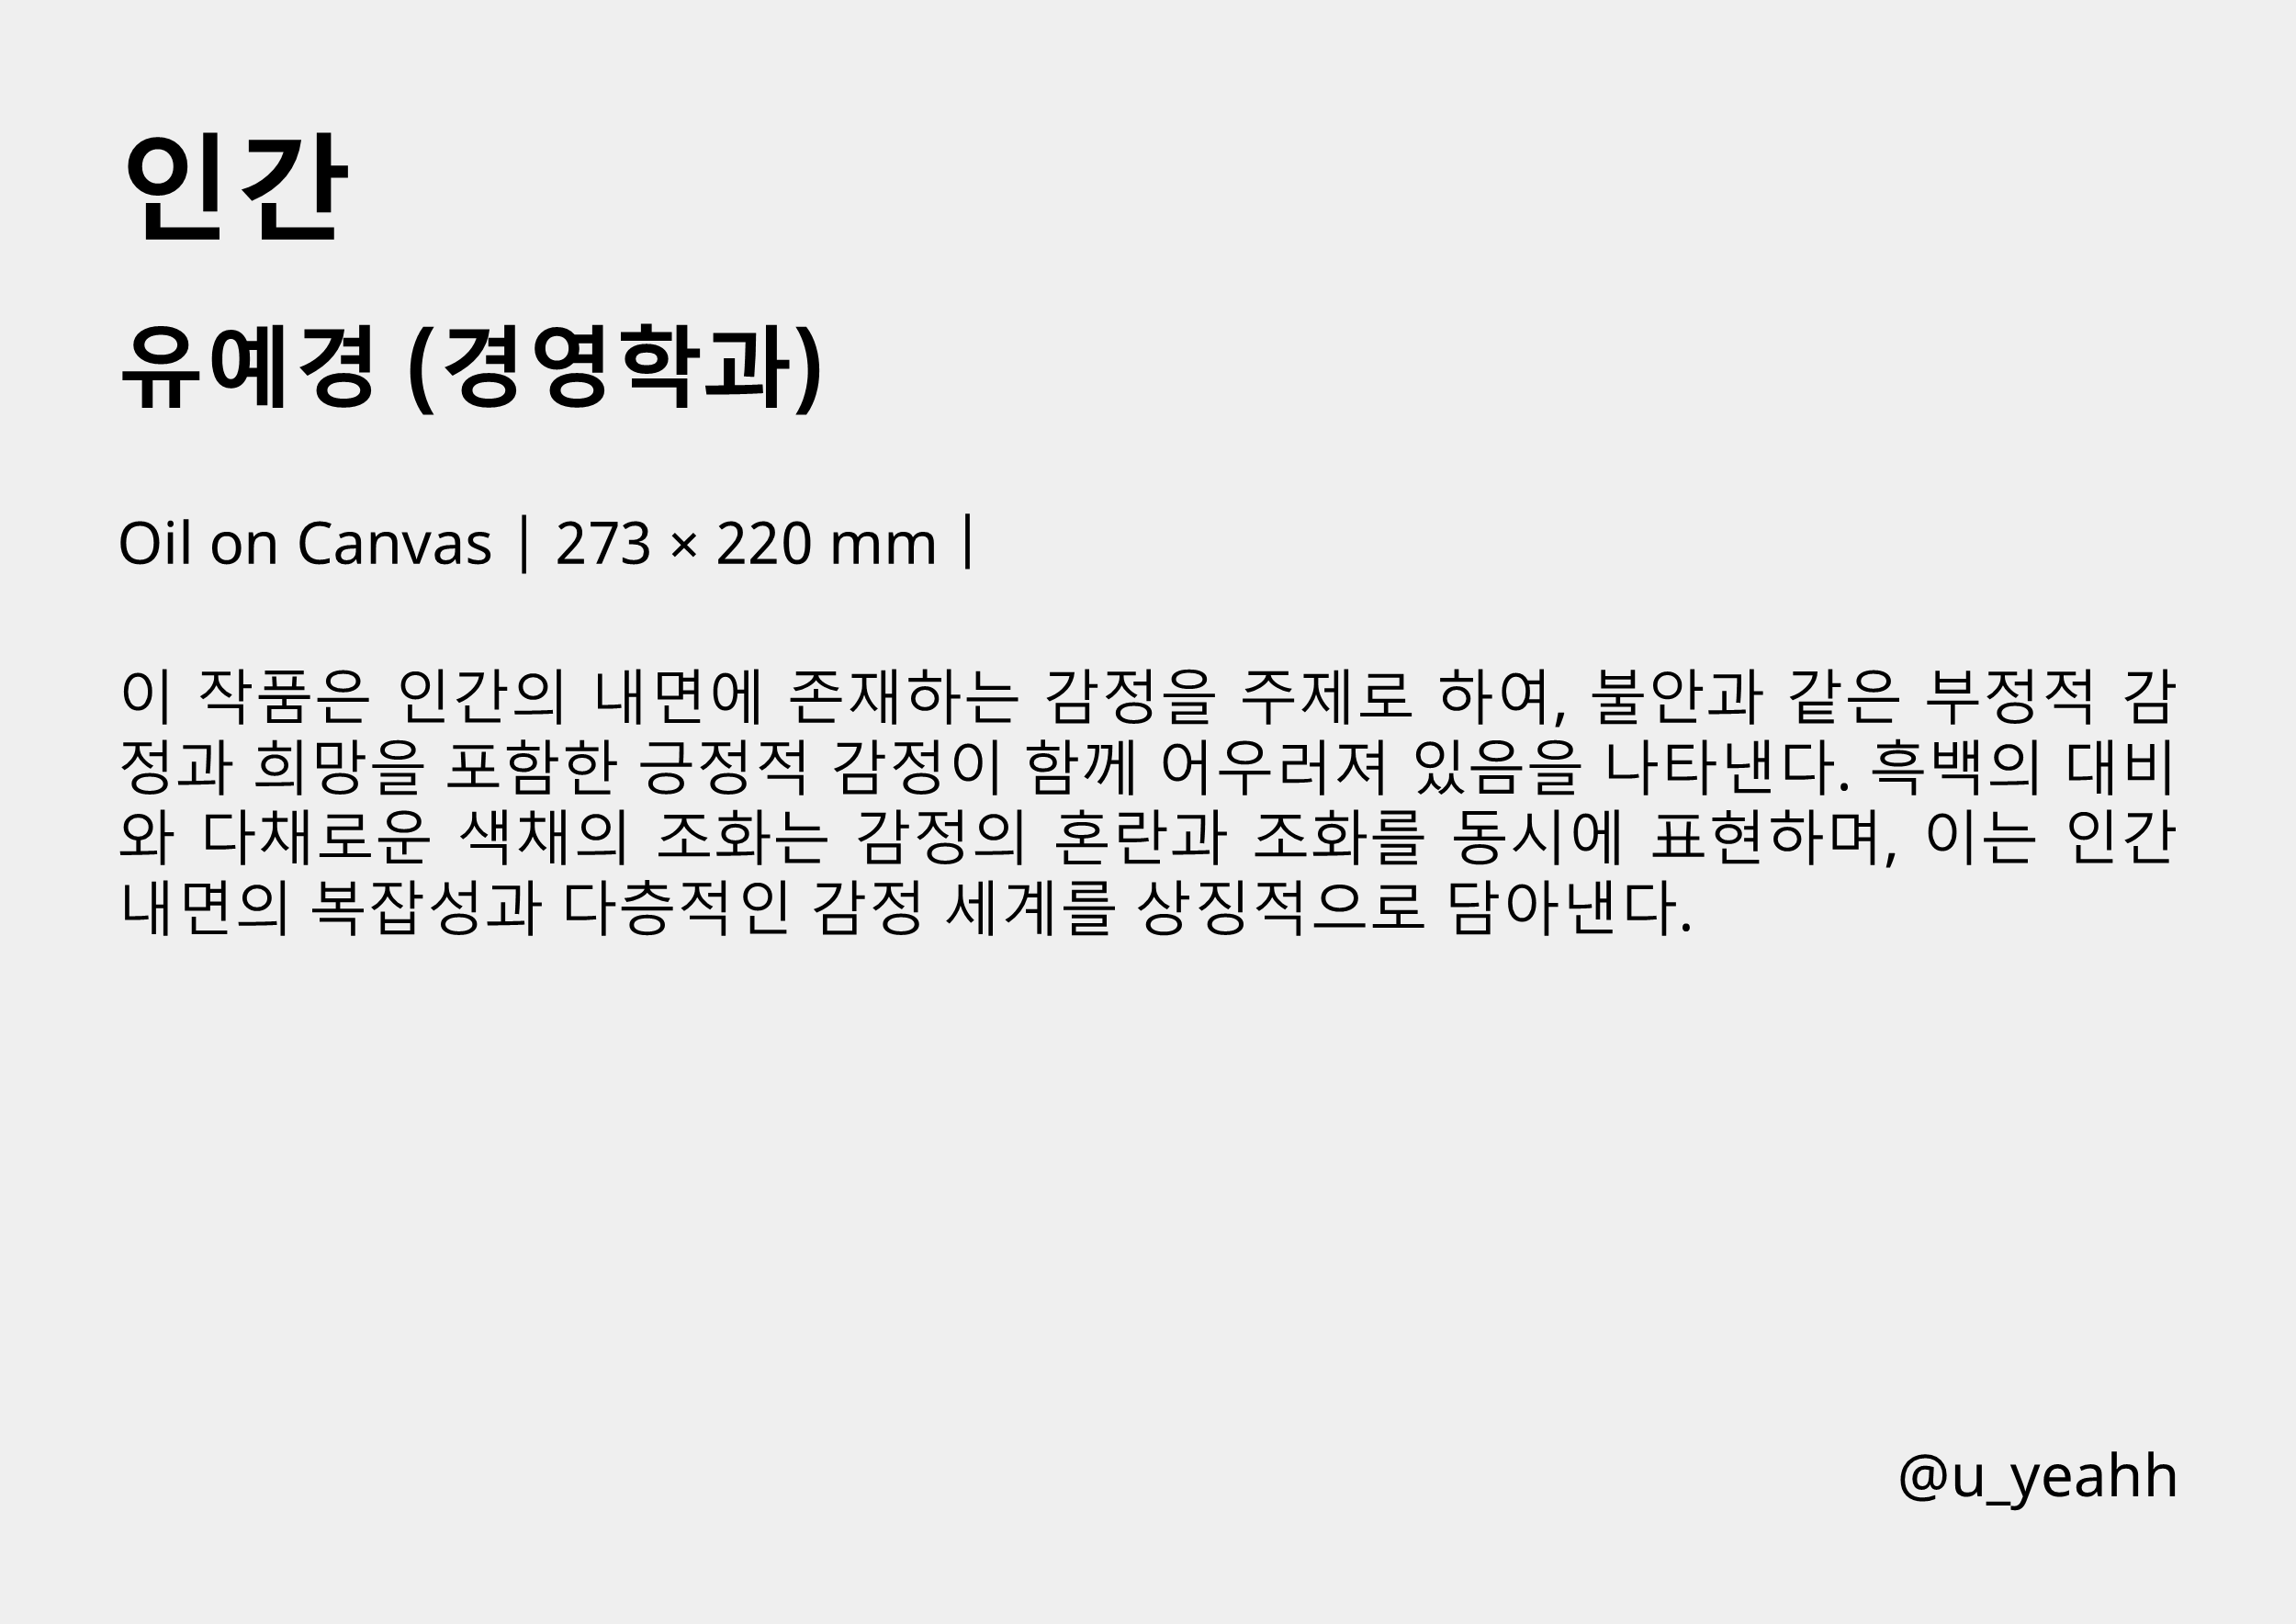 인간
유예경 (경영학과)
Oil on Canvas | 273 × 220 mm |
이 작품은 인간의 내면에 존재하는 감정을 주제로 하여, 불안과 같은 부정적 감
정과 희망을 포함한 긍정적 감정이 함께 어우러져 있음을 나타낸다. 흑백의 대비
와 다채로운 색채의 조화는 감정의 혼란과 조화를 동시에 표현하며, 이는 인간
내면의 복잡성과 다층적인 감정 세계를 상징적으로 담아낸다.
@u_yeahh